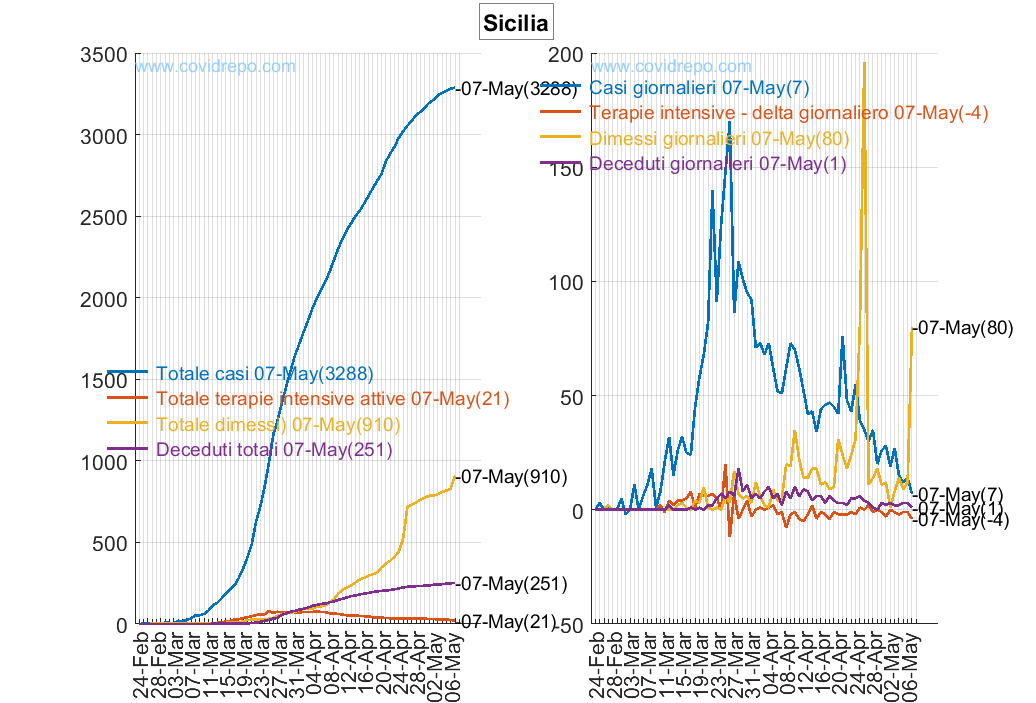 Sicilia
3500
3000
2500
2000
1500
1000
500
0
www.covidrepo.com
-07-May(3288)
Totale casi 07-May(3288)
Totale terapie intensive attive 07-May(21)
Totale dimessi) 07-May(910)
Deceduti totali 07-May(251)
-07-May(910)
-07-May(251)
-07-May(21)
24-Feb
28-Feb
03-Mar
07-Mar
11-Mar
15-Mar
19-Mar
23-Mar
27-Mar
31-Mar
04-Apr
08-Apr
12-Apr
16-Apr
20-Apr
24-Apr
28-Apr
02-May
06-May
200
150
100
50
0
-50
www.covidrepo.com
Casi giornalieri 07-May(7)
Terapie intensive - delta giornaliero 07-May(-4)
Dimessi giornalieri 07-May(80)
Deceduti giornalieri 07-May(1)
-07-May(80)
-07-May(7)
-07-May(1)
-07-May(-4)
24-Feb
28-Feb
03-Mar
07-Mar
11-Mar
15-Mar
19-Mar
23-Mar
27-Mar
31-Mar
04-Apr
08-Apr
12-Apr
16-Apr
20-Apr
24-Apr
28-Apr
02-May
06-May